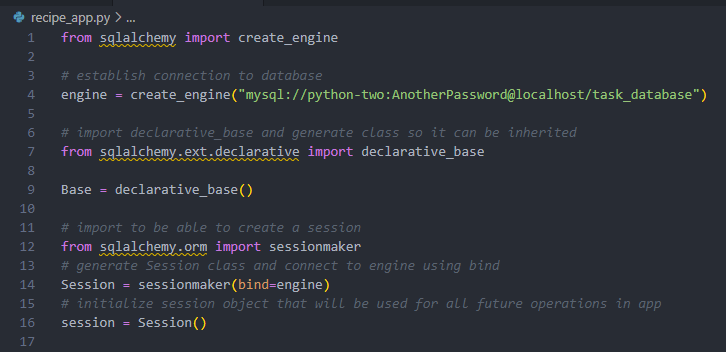 recipe_app.py > ...
1 from sqlalchemy import create_engine
2
3 # establish connection to database
4 engine = create_engine("mysql://python-two:AnotherPassword@localhost/task_database")
5
6 # import declarative_base and generate class so it can be inherited
7 from sqlalchemy.ext.declarative import declarative_base
8
9 Base = declarative_base()
10
11 # import to be able to create a session
12 from sqlalchemy.orm import sessionmaker
13 # generate Session class and connect to engine using bind
14 Session = sessionmaker(bind=engine)
15 # initialize session object that will be used for all future operations in app
16 session = Session()
17